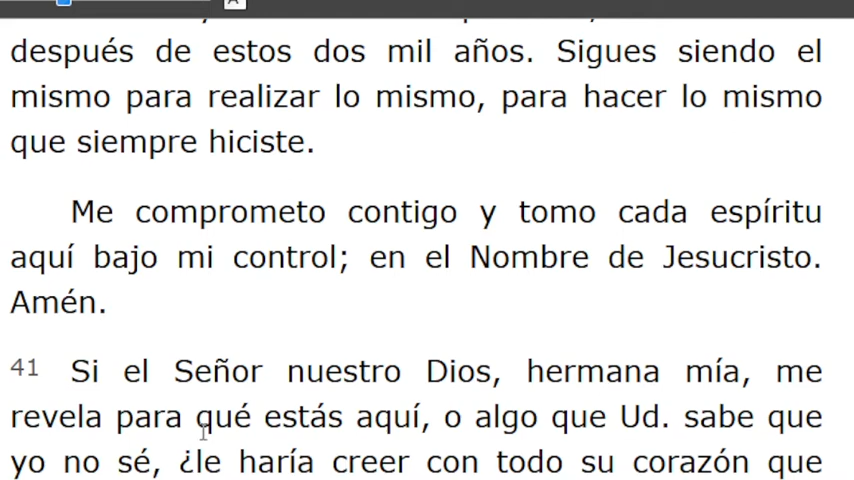 después de estos dos mil años. Sigues siendo el
mismo para realizar lo mismo, para hacer lo mismo
que siempre hiciste.
Me comprometo contigo y tomo cada espíritu
aquí bajo mi control; en el Nombre de Jesucristo.
Amén.
41 Si el Señor nuestro Dios, hermana mía, me
revela para qué estás aquí, o algo que Ud. sabe que
yo no sé, ¿le haría creer con todo su corazón que